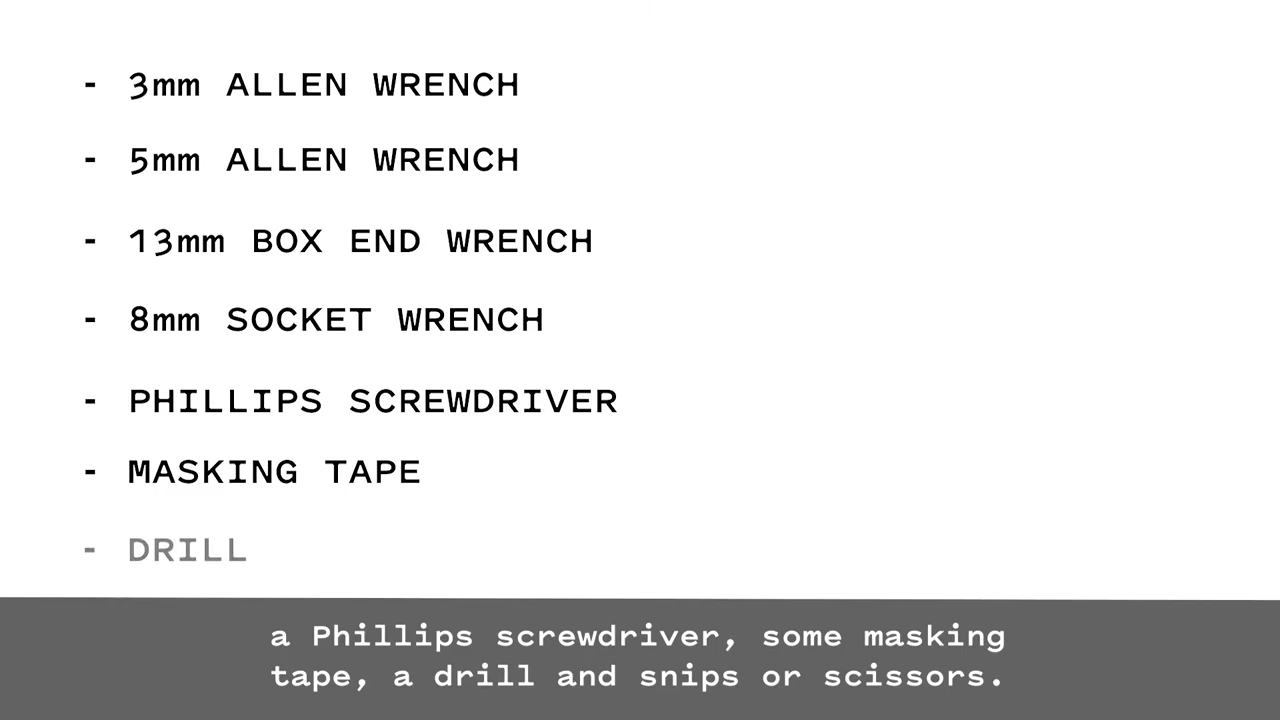 - 3mm ALLEN WRENCH
- 5mm ALLEN WRENCH
- 13mm BOX END WRENCH
- 8mm SOCKET WRENCH
- PHILLIPS SCREWDRIVER
- MASKING TAPE
- DRILL
a Phillips screwdriver, some masking
tape, a drill and snips or scissors.